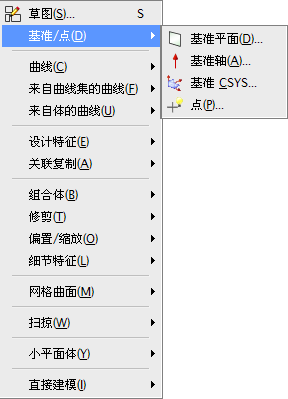 草图(S)... S
基准/点(D)
曲线(C)
来自曲线集的曲线(F)
来自体的曲线(U)
设计特征(E)
关联复制(A)
组合体(B)
修剪(T)
偏置/缩放(O)
细节特征(L)
网格曲面(M)
扫掠(W)
小平面体(Y)
直接建模(I)
基准平面(D)...
基准轴(A)...
基准 CSYS...
点(P)...